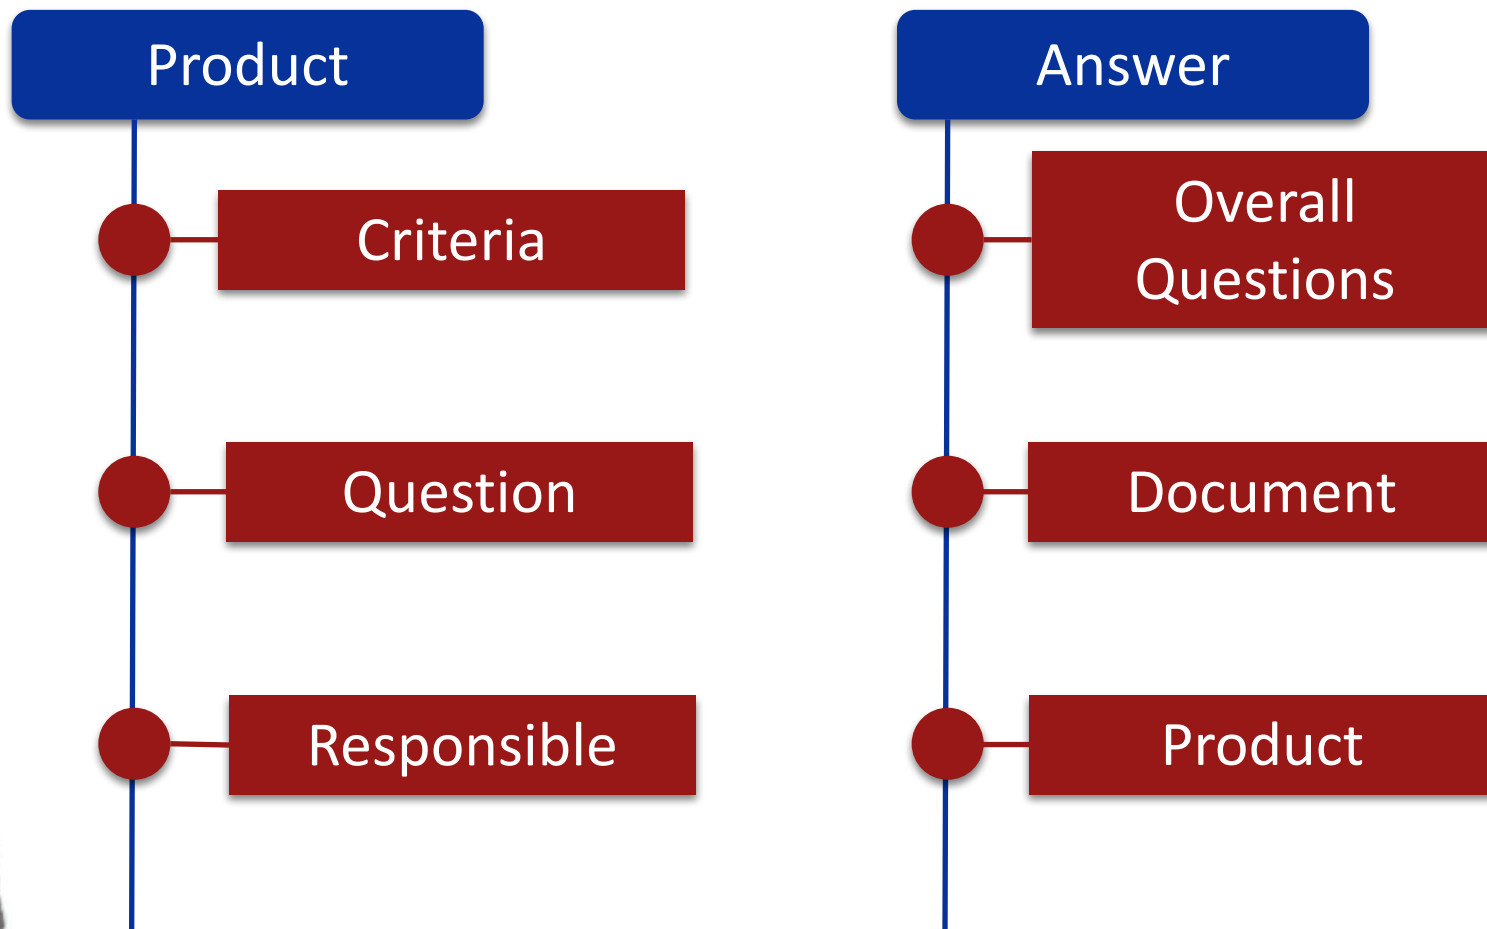 Product
Criteria
Question
Responsible
Answer
Overall
Questions
Document
Product